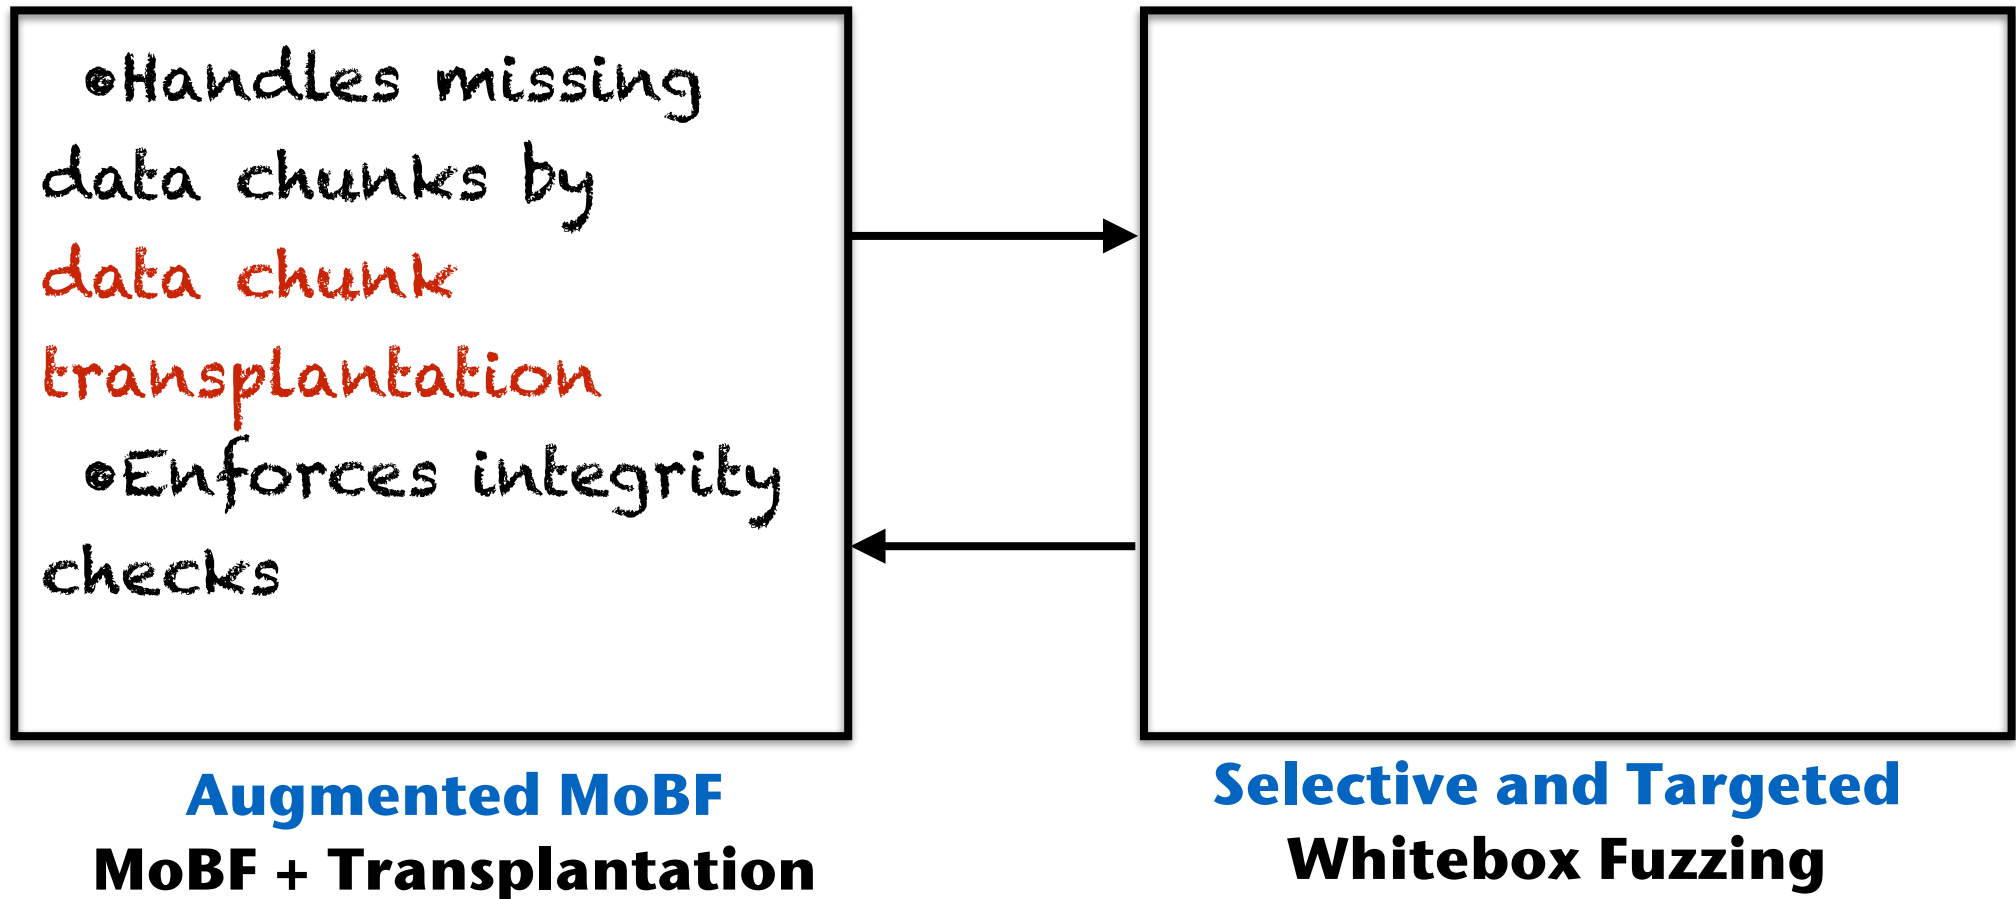 •Handles missing
data chunks by
data chunk
transplantation
•Enforces integrity
checks
Augmented MoBF
MoBF + Transplantation
Selective and Targeted
Whitebox Fuzzing